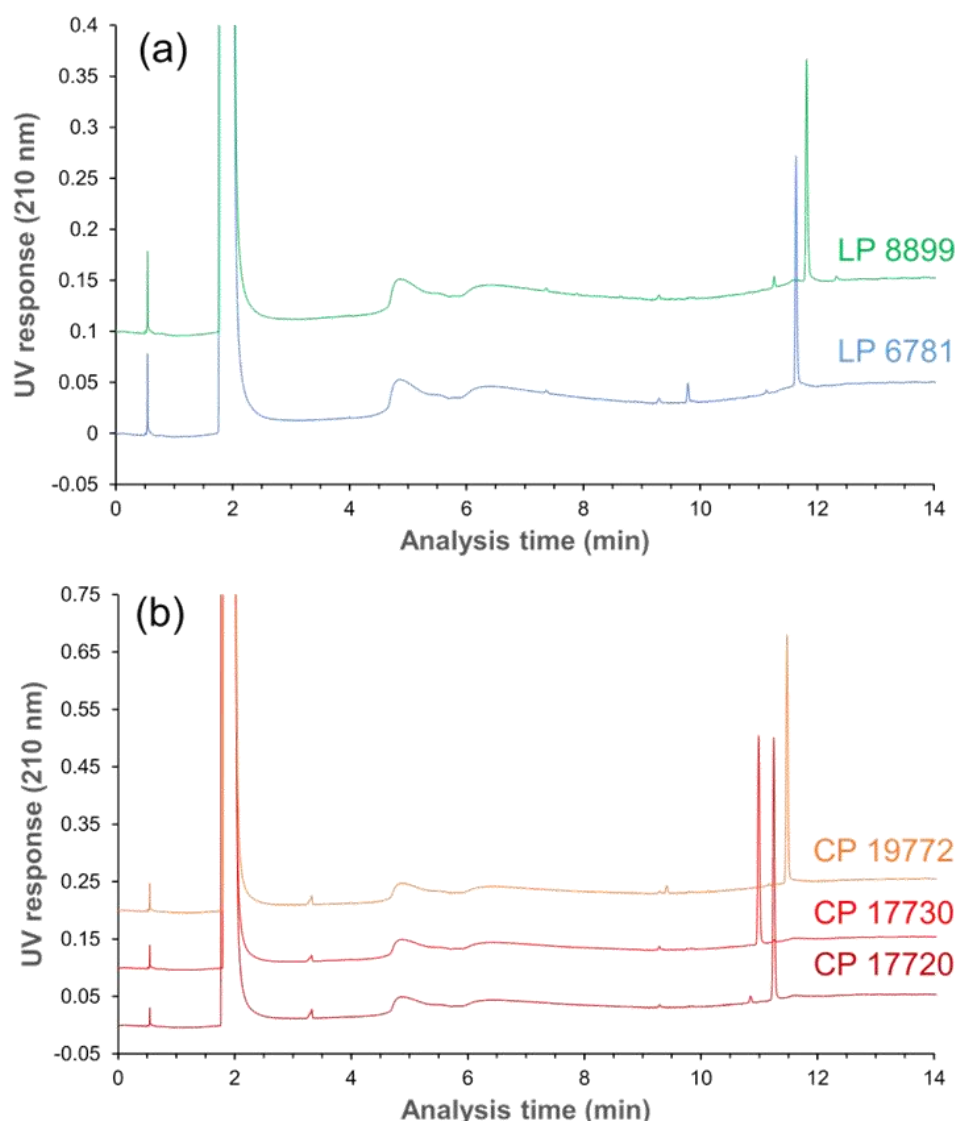 (a)
UV response (210 nm)
0.4
0.35
0.3
0.25
0.2
0.15
0.1
0.05
0
-0.05
LP 8899
LP 6781
0 2 4 6 8 10 12 14
Analysis time (min)
(b)
UV response (210 nm)
0.75
0.65
0.55
0.45
0.35
0.25
0.15
0.05
-0.05
CP 19772
CP 17730
CP 17720
0 2 4 6 8 10 12 14
Analysis time (min)